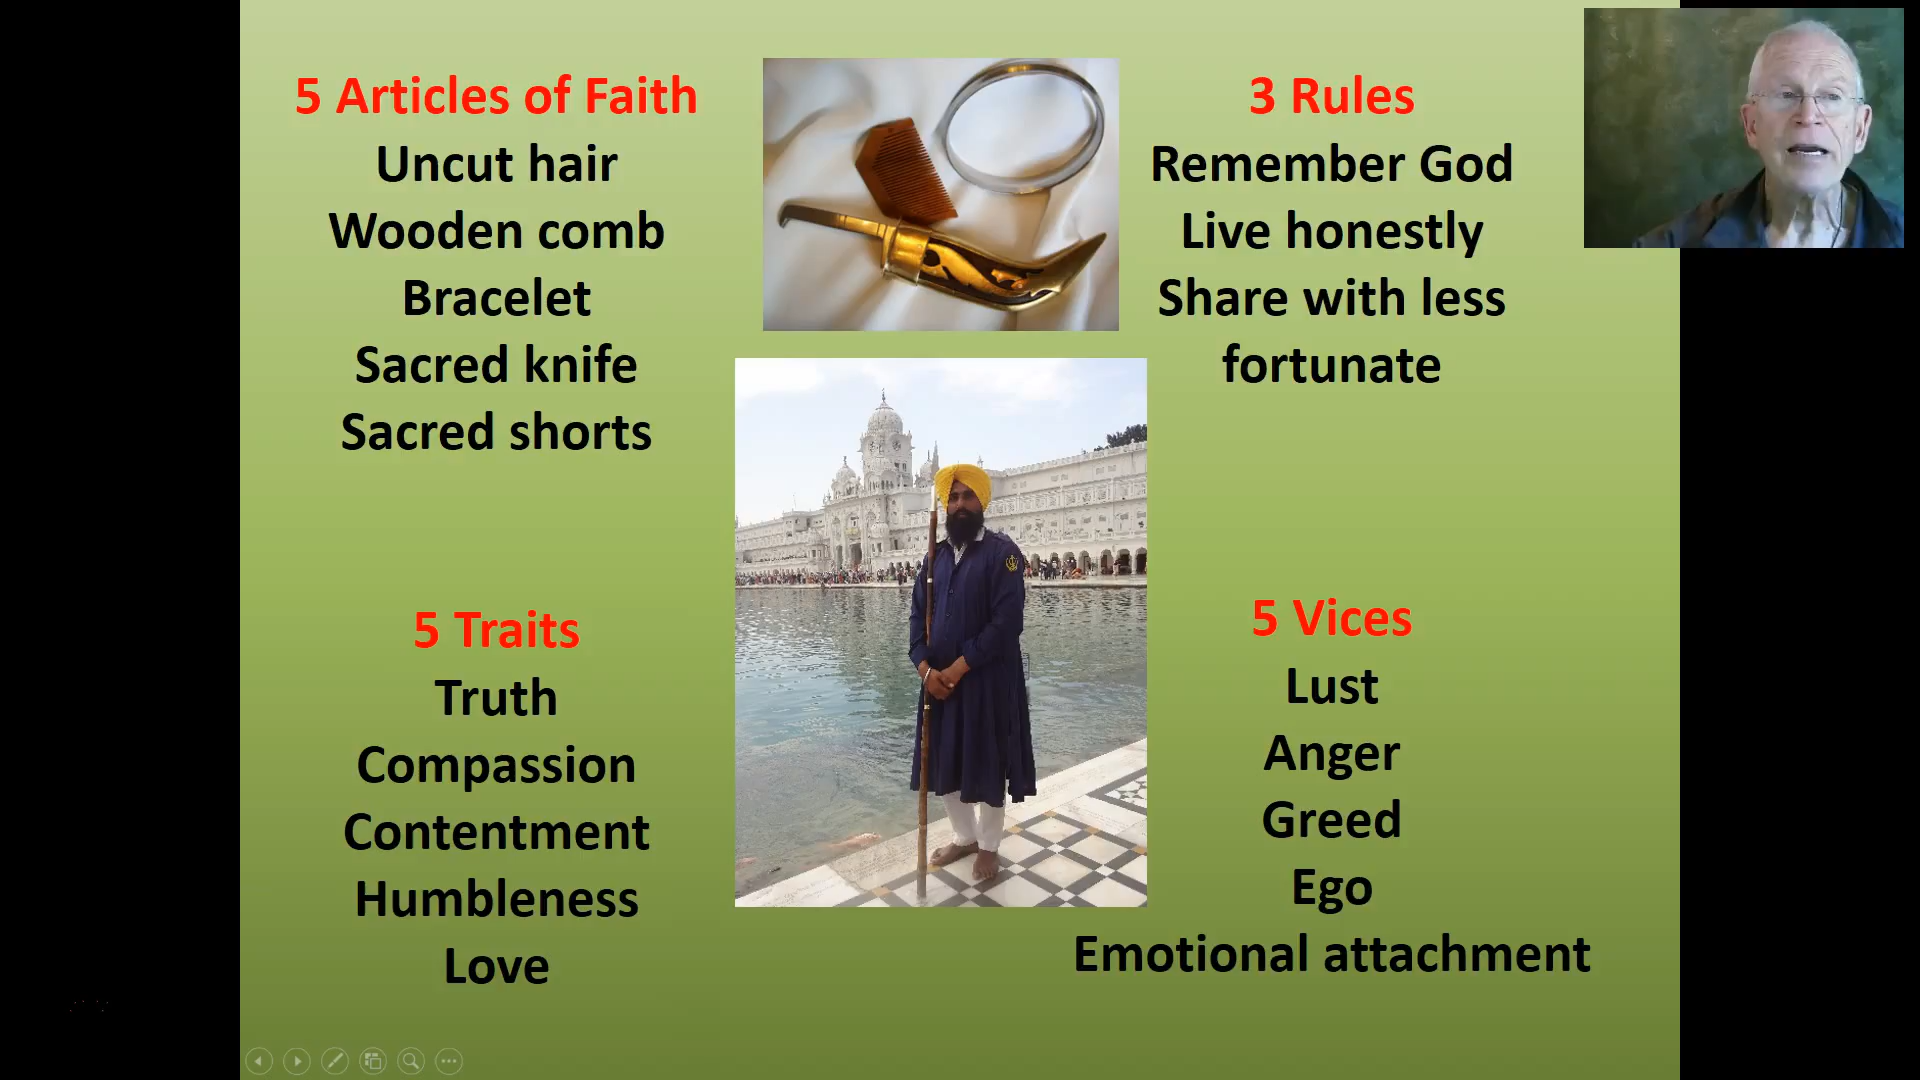 5 Articles of Faith
Uncut hair
Wooden comb
Bracelet
Sacred knife
Sacred shorts
3 Rules
Remember God
Live honestly
Share with less
fortunate
5 Traits
Truth
Compassion
Contentment
Humbleness
Love
5 Vices
Lust
Anger
Greed
Ego
Emotional attachment